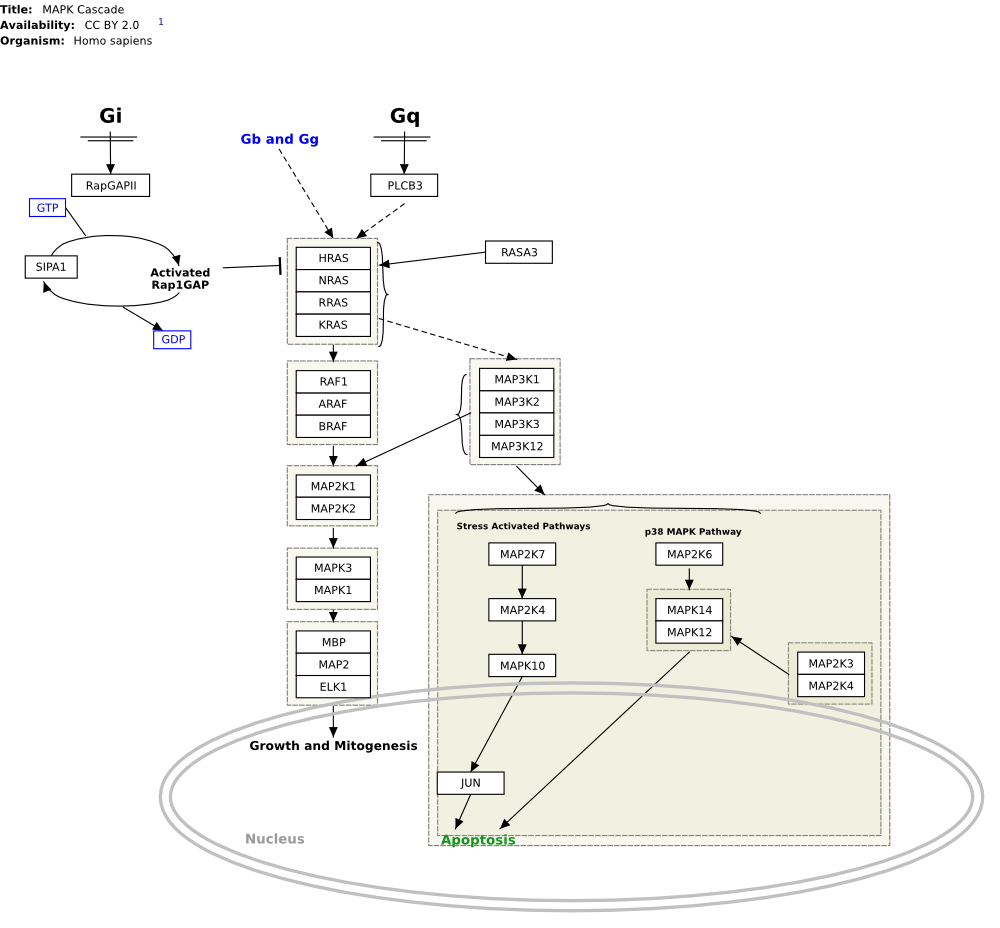 Title: MAPK Cascade
Availability: CC BY 2.0 1
Organism: Homo sapiens
Gi
Gq
Gb and Gg
RapGAPII
PLCB3
GTP
SIPA1
Activated
Rap1GAP
GDP
HRAS
NRAS
RRAS
KRAS
RASA3
RAF1
ARAF
BRAF
MAP3K1
MAP3K2
MAP3K3
MAP3K12
MAP2K1
MAP2K2
MAPK3
MAPK1
MBP
MAP2
ELK1
Growth and Mitogenesis
Stress Activated Pathways
p38 MAPK Pathway
MAP2K7
MAP2K6
MAP2K4
MAPK14
MAPK12
MAPK10
MAP2K3
MAP2K4
JUN
Apoptosis
Nucleus